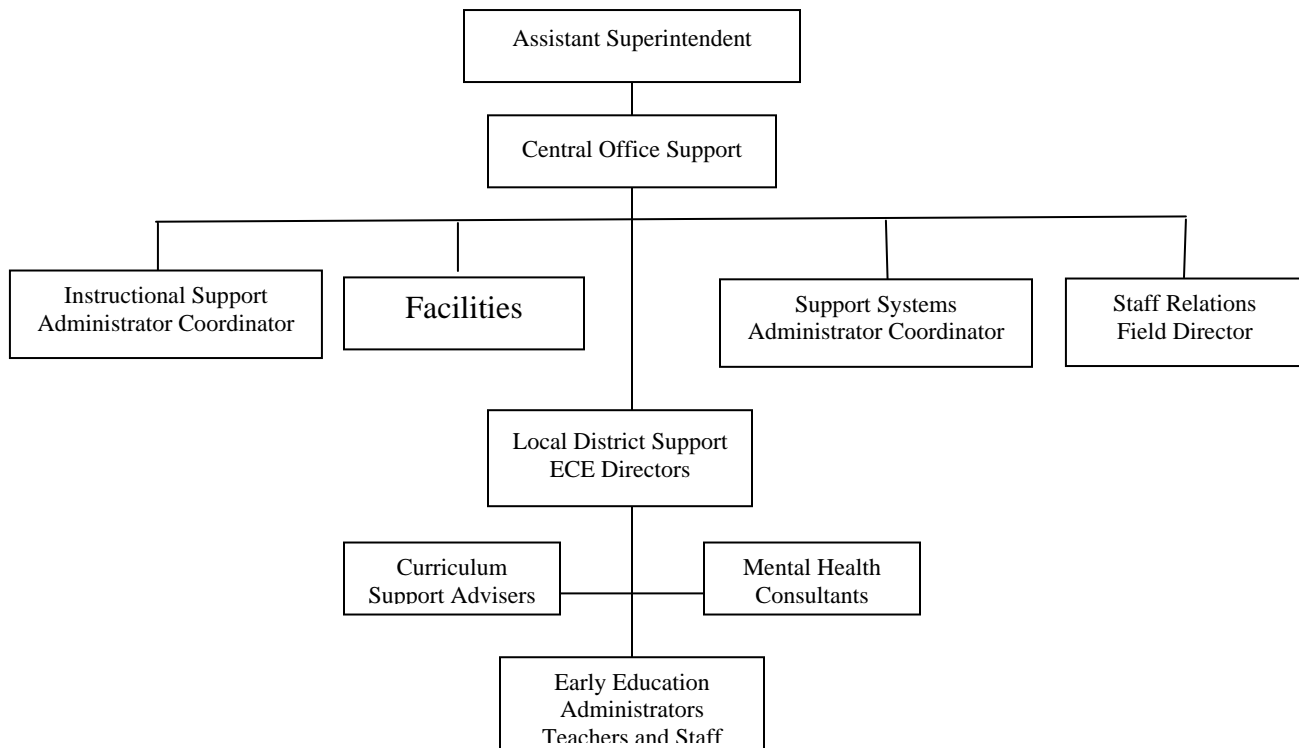 Assistant Superintendent
Central Office Support
Instructional Support
Administrator Coordinator
Facilities
Support Systems
Administrator Coordinator
Staff Relations
Field Director
Local District Support
ECE Directors
Curriculum
Support Advisers
Mental Health
Consultants
Early Education
Administrators
Teachers and Staff